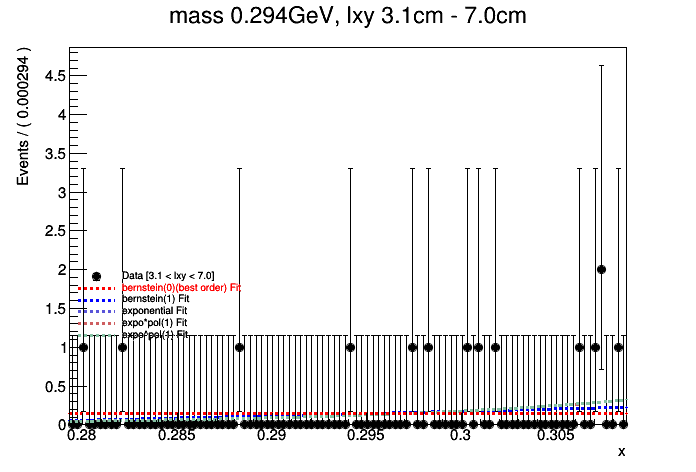 mass 0.294GeV, lxy 3.1cm - 7.0cm
Events / ( 0.000294 )
4.5
4
3.5
3
2.5
2
1.5
1
0.5
0
Data [3.1 < lxy < 7.0]
bernstein(0)(best order) Fit
bernstein(1) Fit
exponential Fit
expo*pol(1) Fit
expo^pol(1) Fit
0.28 0.285 0.29 0.295 0.3 0.305
x